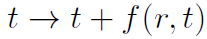 t → t + f(r, t)